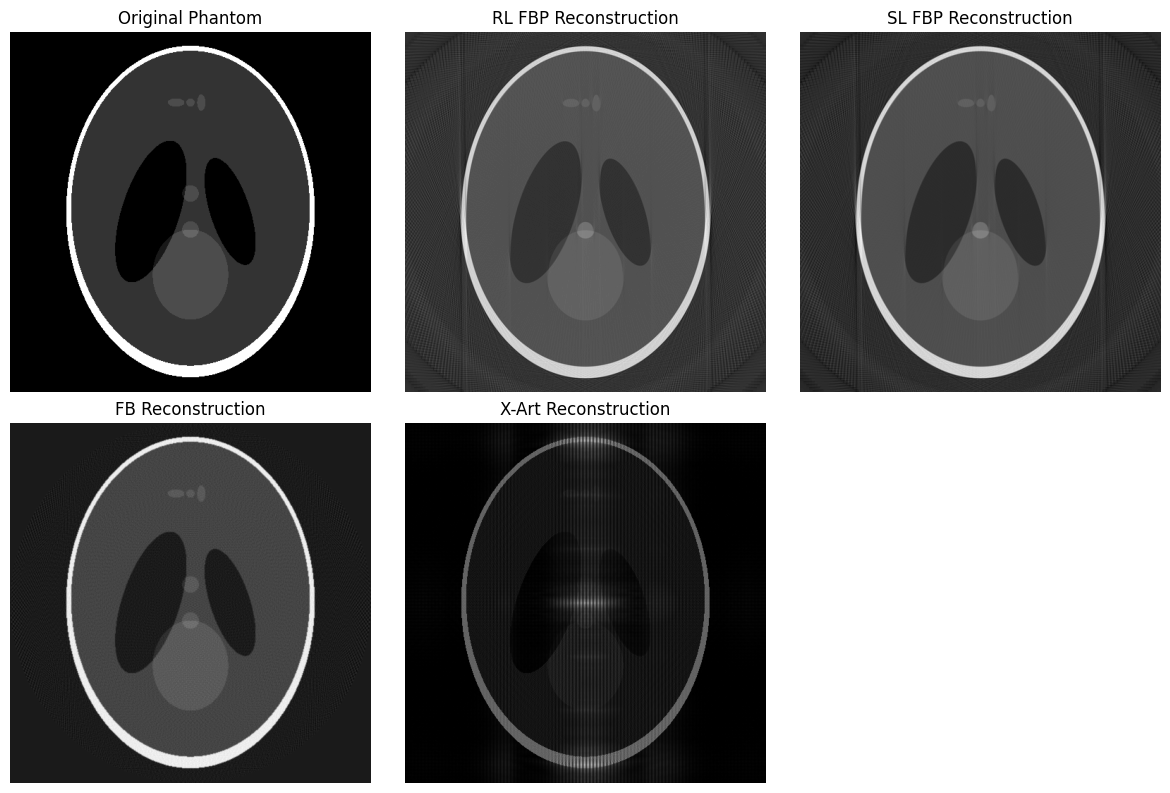 Original Phantom
RL FBP Reconstruction
SL FBP Reconstruction
FB Reconstruction
X-Art Reconstruction